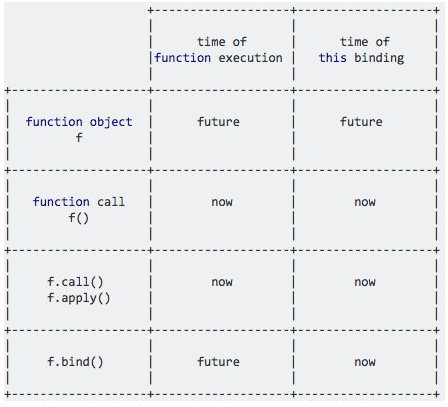 time of time of
function execution this binding
function object future future
f
function call now now
f()
f.call() now now
f.apply()
f.bind() future now